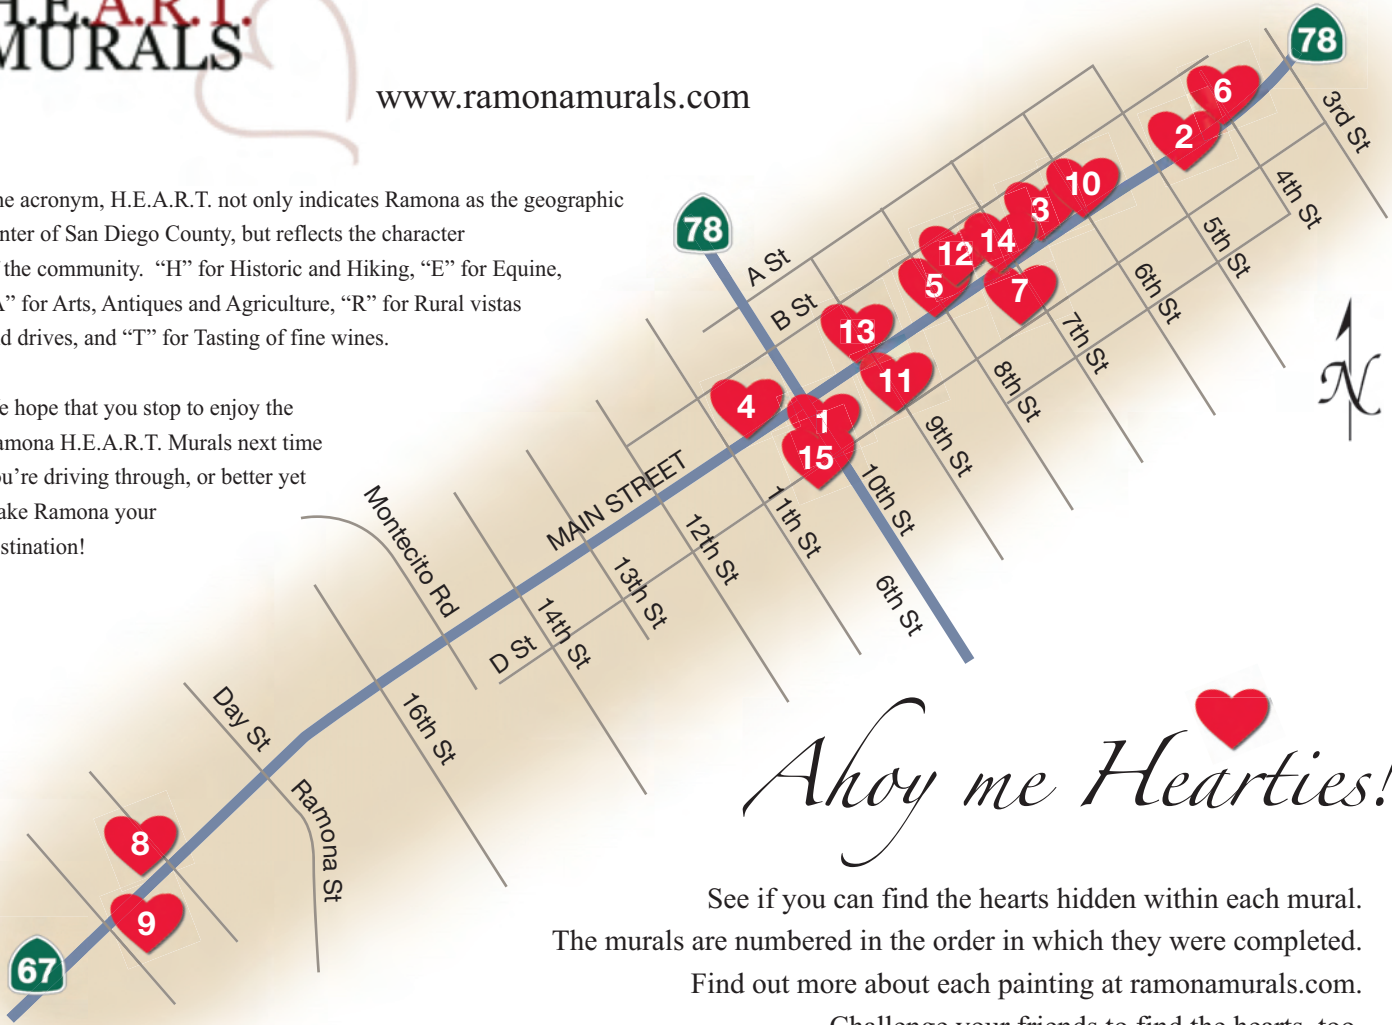 H.E.A.R.T.
MURALS
www.ramonamurals.com
acronym, H.E.A.R.T. not only indicates Ramona as the geographic
of San Diego County, but reflects the character
the community. “H” for Historic and Hiking, “E” for Equine,
for Arts, Antiques and Agriculture, “R” for Rural vistas
drives, and “T” for Tasting of fine wines.
hope that you stop to enjoy the
H.E.A.R.T. Murals next time
driving through, or better yet
Ramona your
78
78
67
A St
B St
MAIN STREET
D St
3rd St
4th St
5th St
6th St
7th St
8th St
9th St
10th St
6th St
11th St
12th St
13th St
14th St
Montecito Rd
16th St
Day St
Ramona St
6
2
10
3
14
12
5
7
13
11
4
1
15
8
9
N
Ahoy me Hearties!
See if you can find the hearts hidden within each mural.
The murals are numbered in the order in which they were completed.
Find out more about each painting at ramonamurals.com.
Challenge your friends to find the hearts, too.